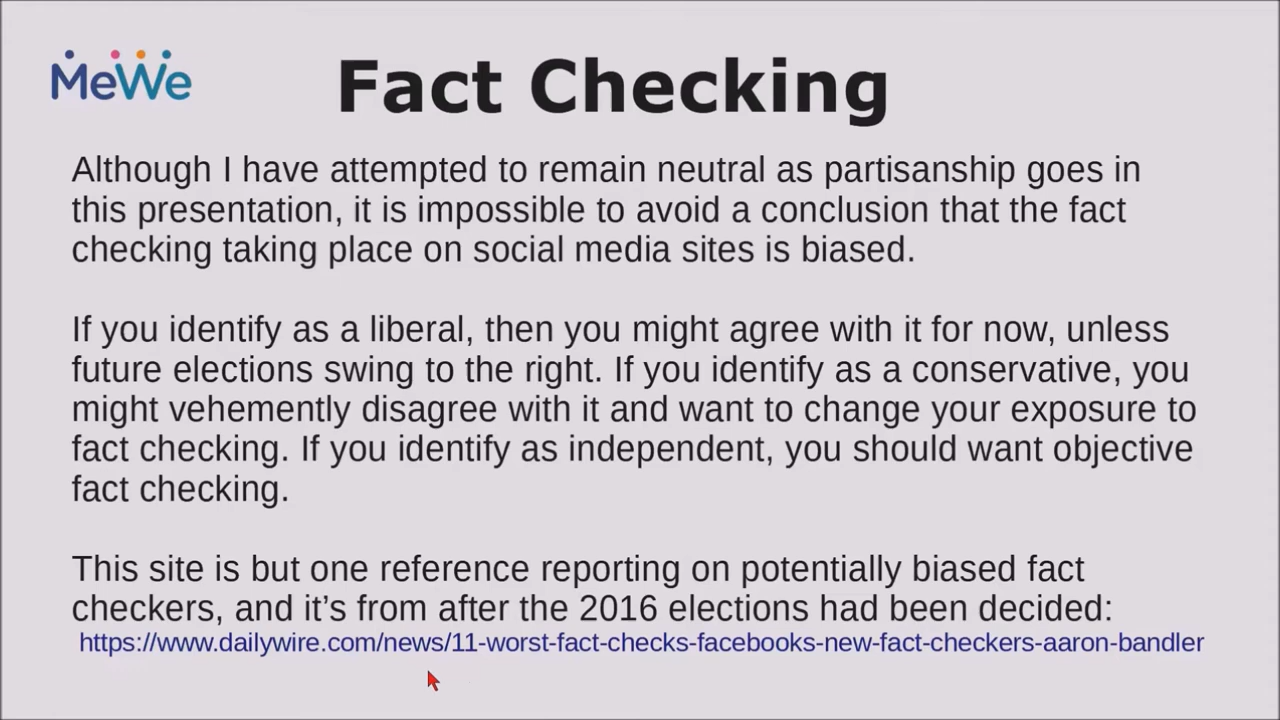 MeWe
Fact Checking
Although I have attempted to remain neutral as partisanship goes in
this presentation, it is impossible to avoid a conclusion that the fact
checking taking place on social media sites is biased.
If you identify as a liberal, then you might agree with it for now, unless
future elections swing to the right. If you identify as a conservative, you
might vehemently disagree with it and want to change your exposure to
fact checking. If you identify as independent, you should want objective
fact checking.
This site is but one reference reporting on potentially biased fact
checkers, and it’s from after the 2016 elections had been decided:
https://www.dailywire.com/news/11-worst-fact-checks-facebooks-new-fact-checkers-aaron-bandler